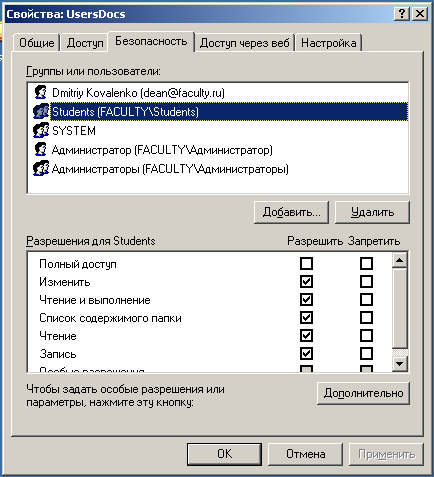 Свойства: UsersDocs
Общие Доступ Безопасность Доступ через веб Настройка
Группы или пользователи:
Dmitriy Kovalenko (dean@faculty.ru)
Students (FACULTY\Students)
SYSTEM
Администратор (FACULTY\Администратор)
Администраторы (FACULTY\Администраторы)
Добавить... Удалить
Разрешения для Students Разрешить Запретить
Полный доступ
Изменить
Чтение и выполнение
Список содержимого папки
Чтение
Запись
Особые разрешения
Чтобы задать особые разрешения или
параметры, нажмите эту кнопку:
Дополнительно
OK Отмена Применить